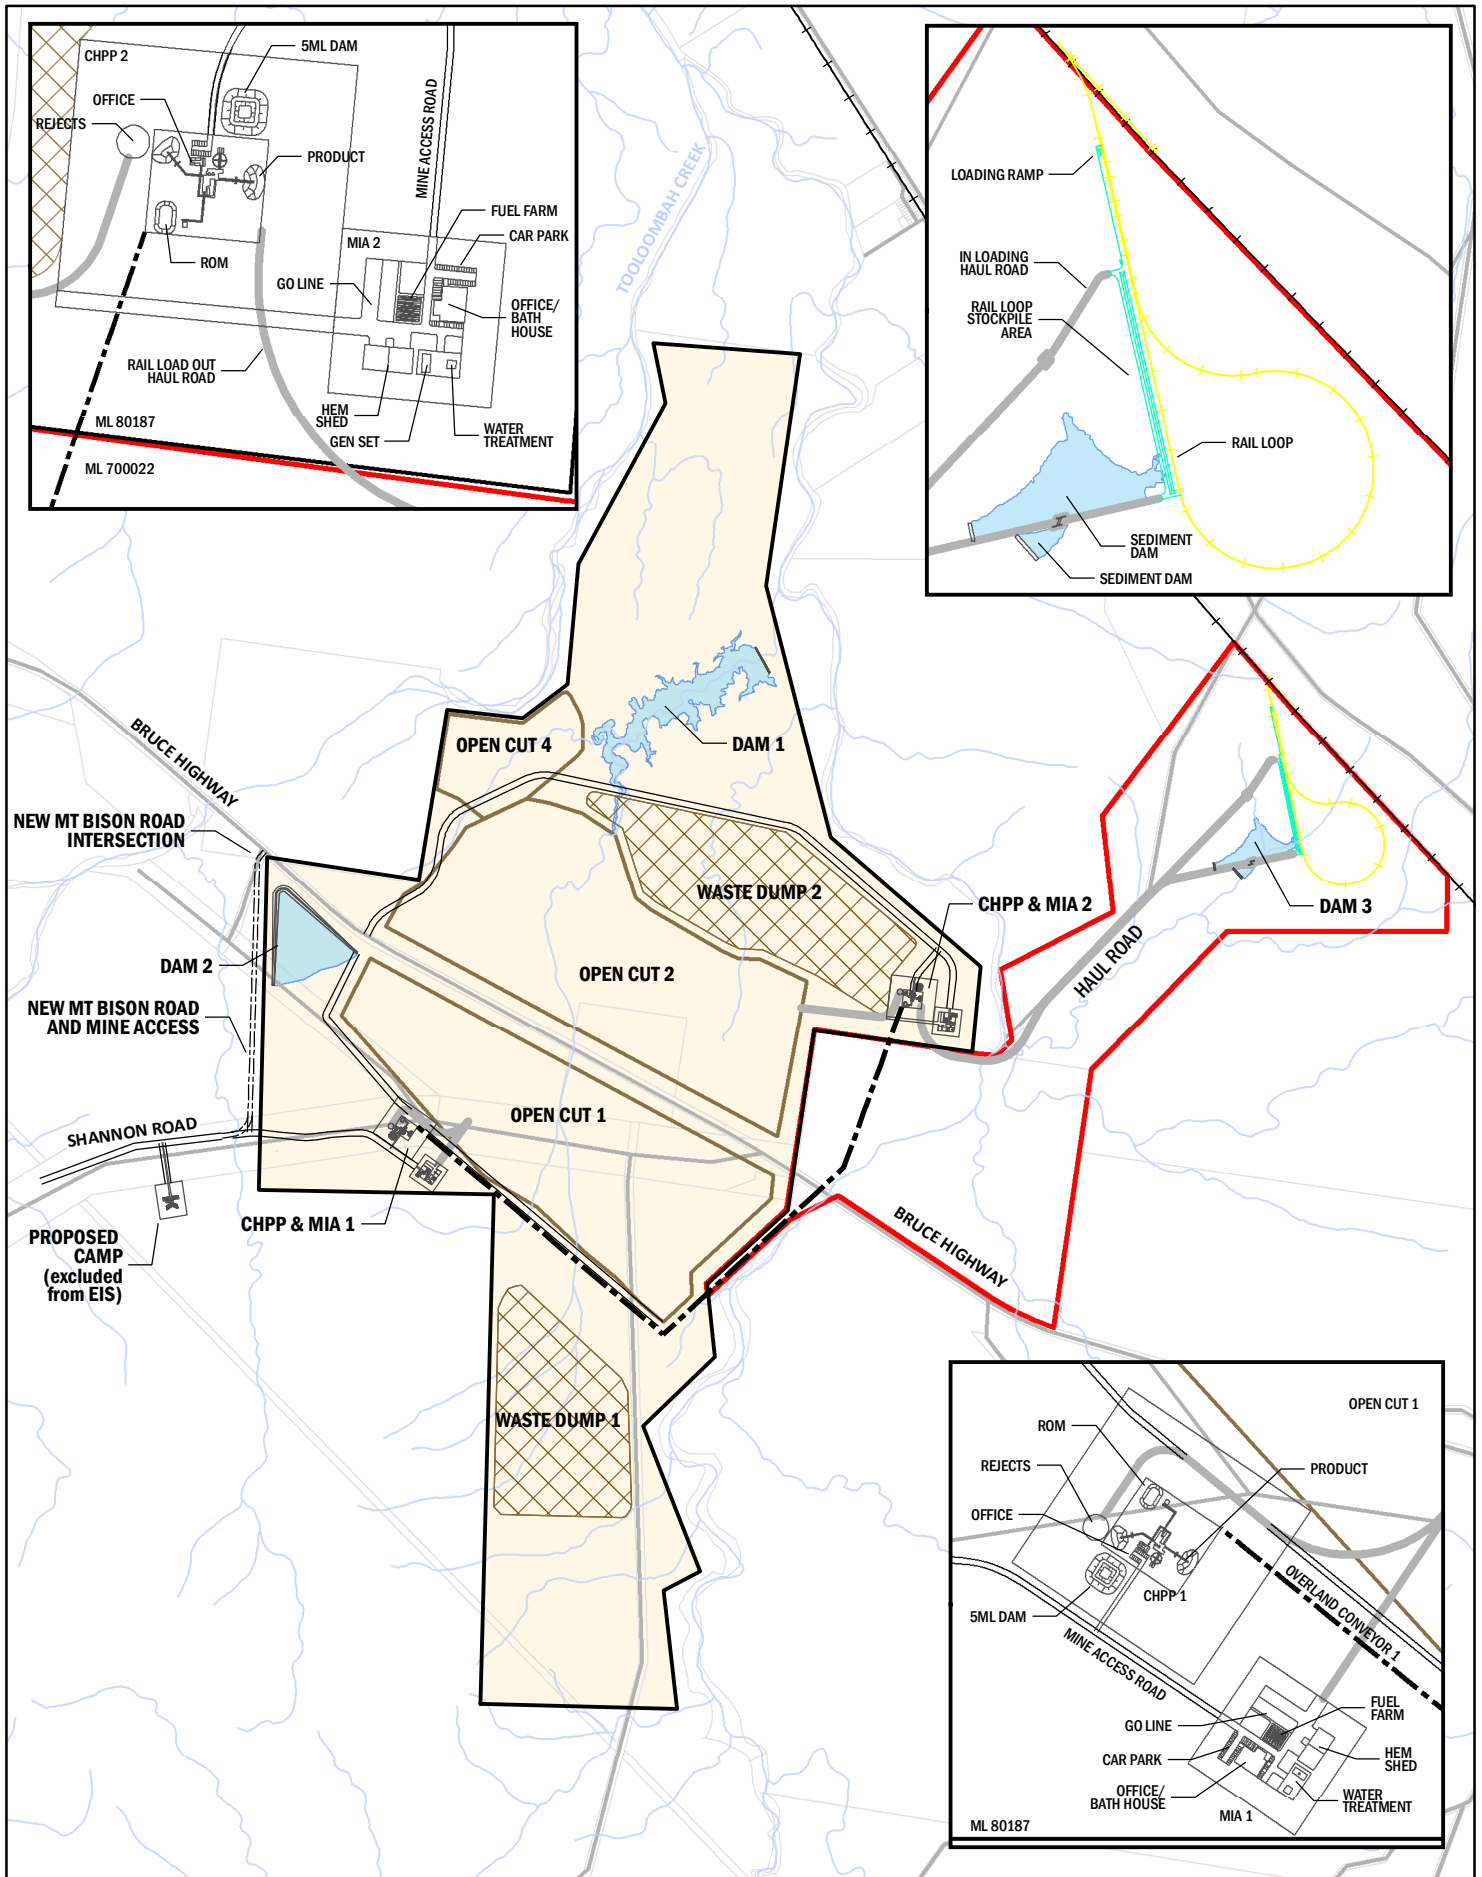 CHPP 2
5ML DAM
OFFICE
REJECTS
PRODUCT
ROM
MINE ACCESS ROAD
FUEL FARM
CAR PARK
MIA 2
GO LINE
OFFICE/
BATH
HOUSE
RAIL LOAD OUT
HAUL ROAD
HEM
SHED
GEN SET
WATER
TREATMENT
ML 80187
ML 700022
TOOLOOMBAH CREEK
LOADING RAMP
IN LOADING
HAUL ROAD
RAIL LOOP
STOCKPILE
AREA
RAIL LOOP
SEDIMENT
DAM
SEDIMENT DAM
BRUCE HIGHWAY
OPEN CUT 4
DAM 1
NEW MT BISON ROAD
INTERSECTION
WASTE DUMP 2
CHPP & MIA 2
DAM 3
DAM 2
OPEN CUT 2
HAUL ROAD
NEW MT BISON ROAD
AND MINE ACCESS
OPEN CUT 1
SHANNON ROAD
CHPP & MIA 1
PROPOSED
CAMP
(excluded
from EIS)
BRUCE HIGHWAY
WASTE DUMP 1
OPEN CUT 1
ROM
REJECTS
PRODUCT
OFFICE
CHPP 1
5ML DAM
OVERLAND CONVEYOR 1
MINE ACCESS ROAD
FUEL
FARM
GO LINE
CAR PARK
HEM
SHED
OFFICE/
BATH HOUSE
WATER
TREATMENT
MIA 1
ML 80187